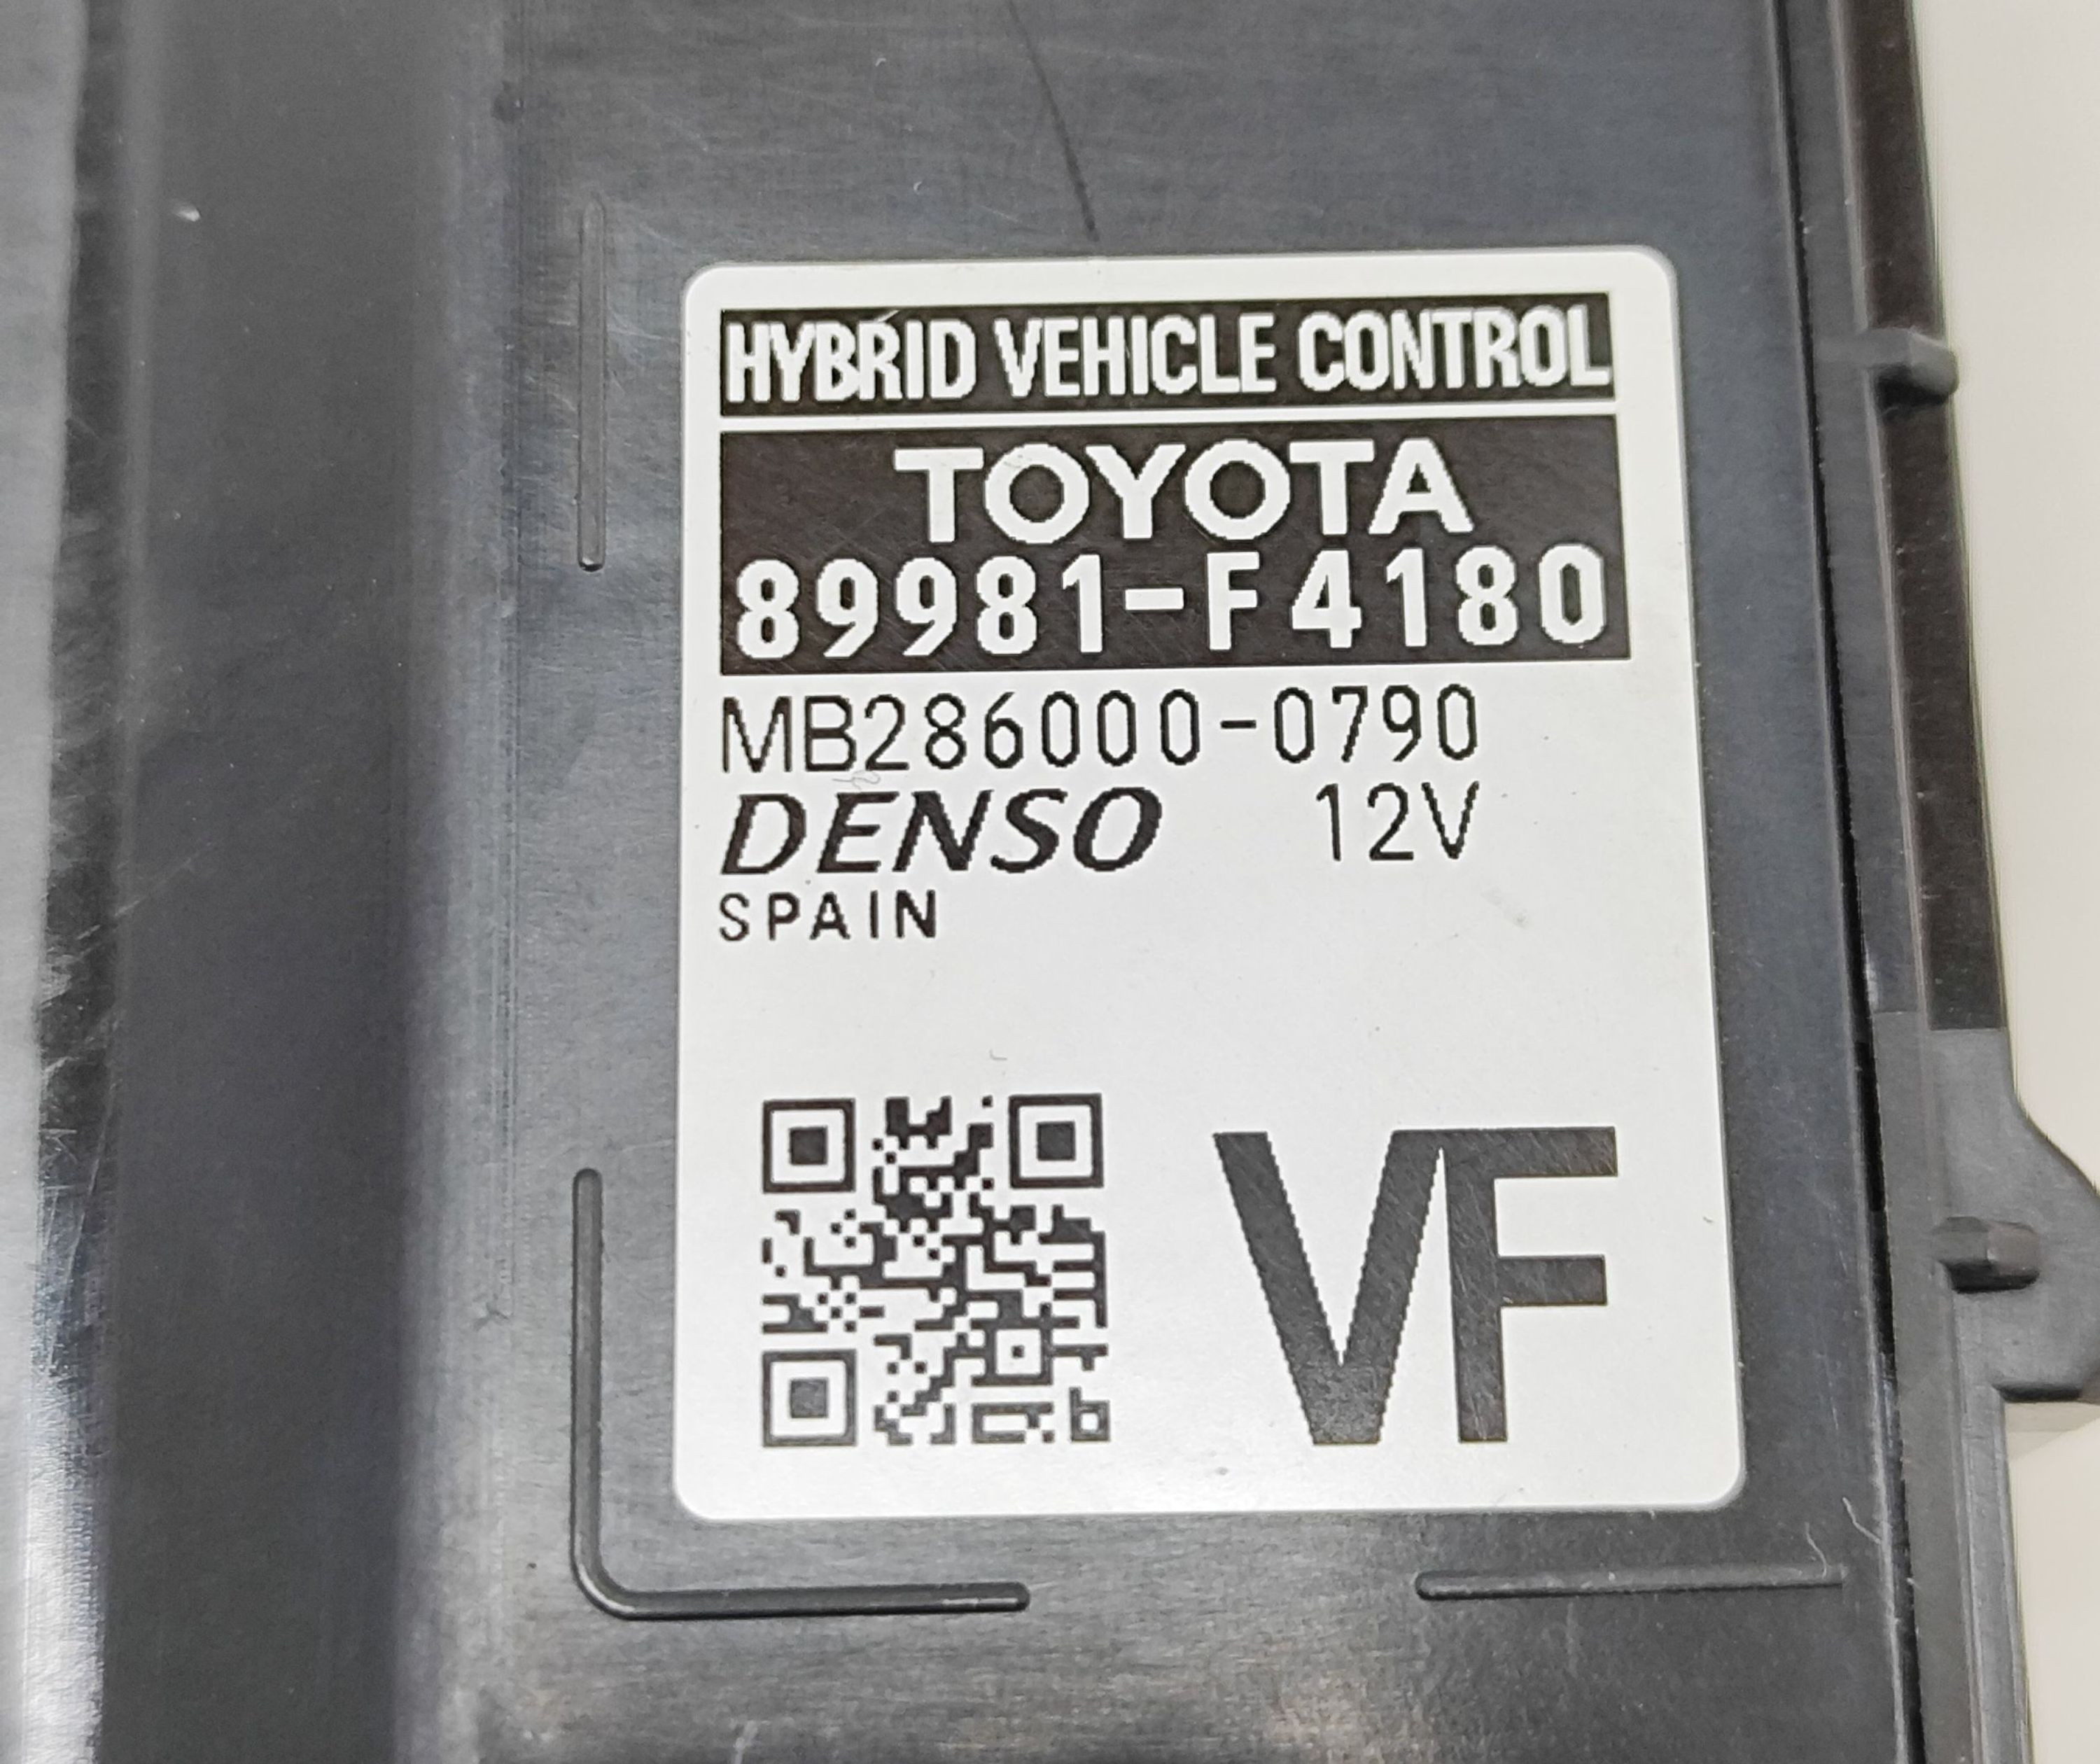 HYBRID VEHICLE CONTROL
TOYOTA
89981-F4180
MB286000-0790
DENSO 12V
SPAIN
VF